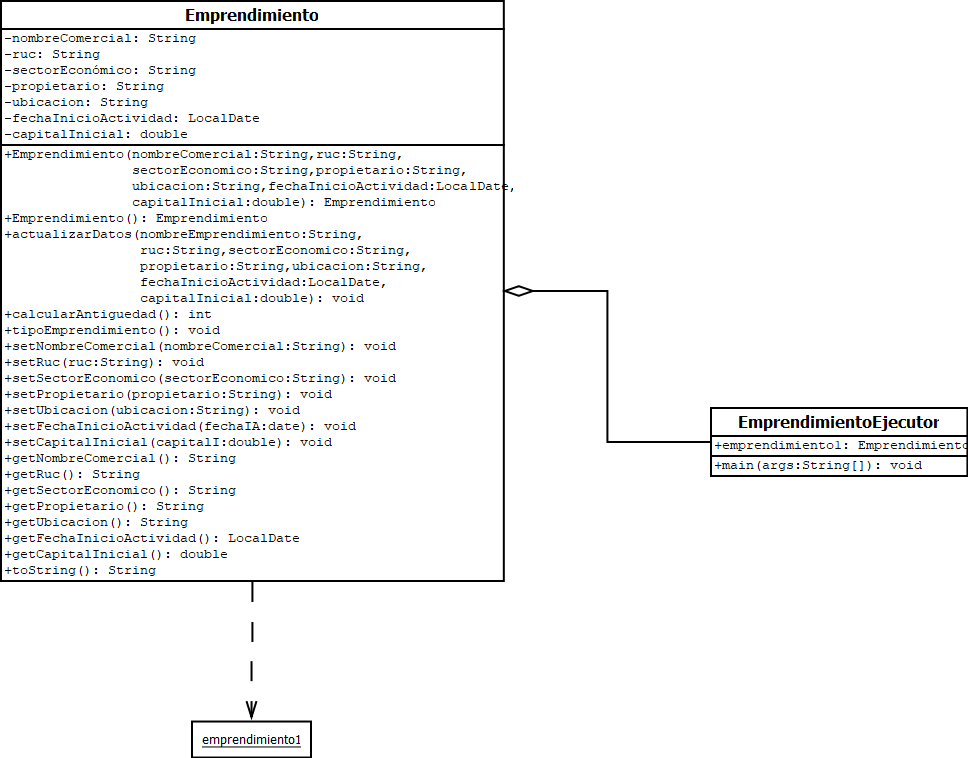 Emprendimiento
-nombreComercial: String
-ruc: String
-sectorEconómico: String
-propietario: String
-ubicacion: String
-fechaInicioActividad: LocalDate
-capitalInicial: double
+Emprendimiento(nombreComercial:String,ruc:String,
sectorEconomico:String,propietario:String,
ubicacion:String,fechaInicioActividad:LocalDate,
capitalInicial:double): Emprendimiento
+Emprendimiento(): Emprendimiento
+actualizarDatos(nombreEmprendimiento:String,
ruc:String,sectorEconomico:String,
propietario:String,ubicacion:String,
fechaInicioActividad:LocalDate,
capitalInicial:double): void
+calcularAntiguedad(): int
+tipoEmprendimiento(): void
+setNombreComercial(nombreComercial:String): void
+setRuc(ruc:String): void
+setSectorEconomico(sectorEconomico:String): void
+setPropietario(propietario:String): void
+setUbicacion(ubicacion:String): void
+setFechaInicioActividad(fechaIA:date): void
+setCapitalInicial(capitalI:double): void
+getNombreComercial(): String
+getRuc(): String
+getSectorEconomico(): String
+getPropietario(): String
+getUbicacion(): String
+getFechaInicioActividad(): LocalDate
+getCapitalInicial(): double
+toString(): String
EmprendimientoEjecutor
+emprendimiento1: Emprendimiento
+main(args:String[]): void
emprendimiento1